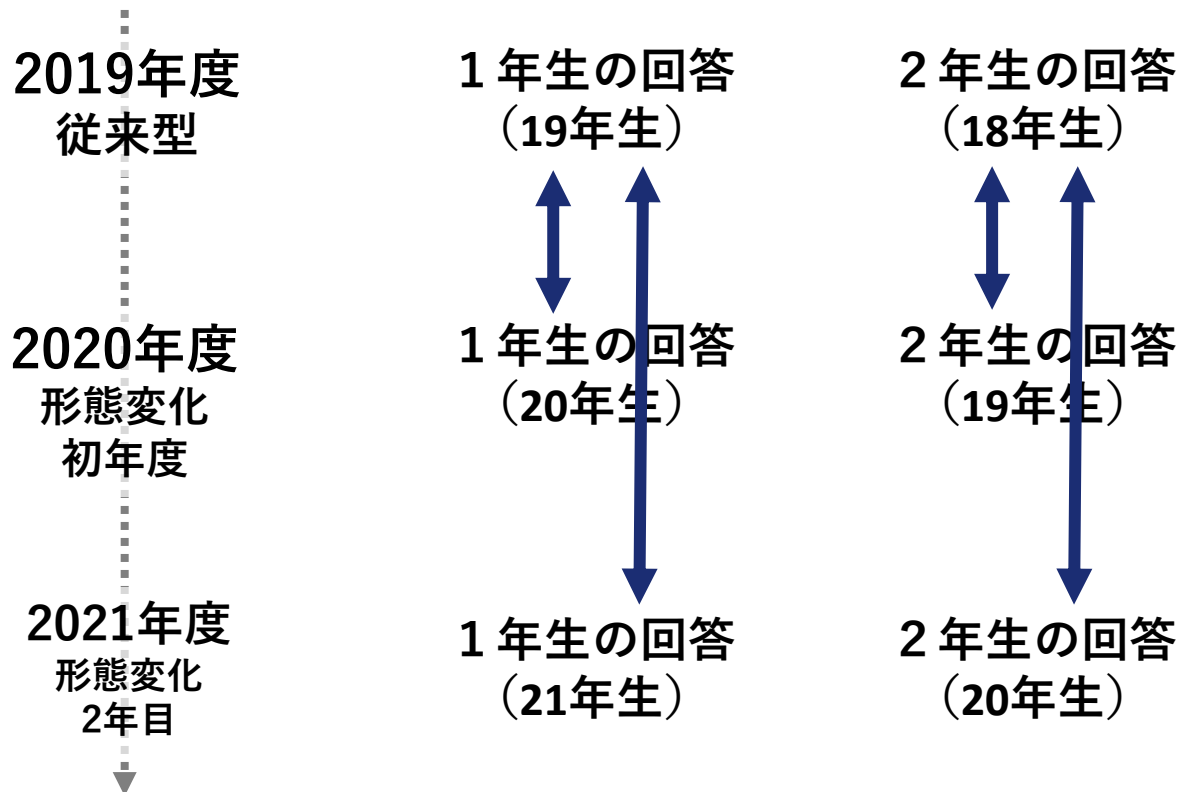 2019年度
従来型
1年生の回答
（19年生）
2年生の回答
（18年生）
2020年度
形態変化
初年度
1年生の回答
（20年生）
2年生の回答
（19年生）
2021年度
形態変化
2年目
1年生の回答
（21年生）
2年生の回答
（20年生）